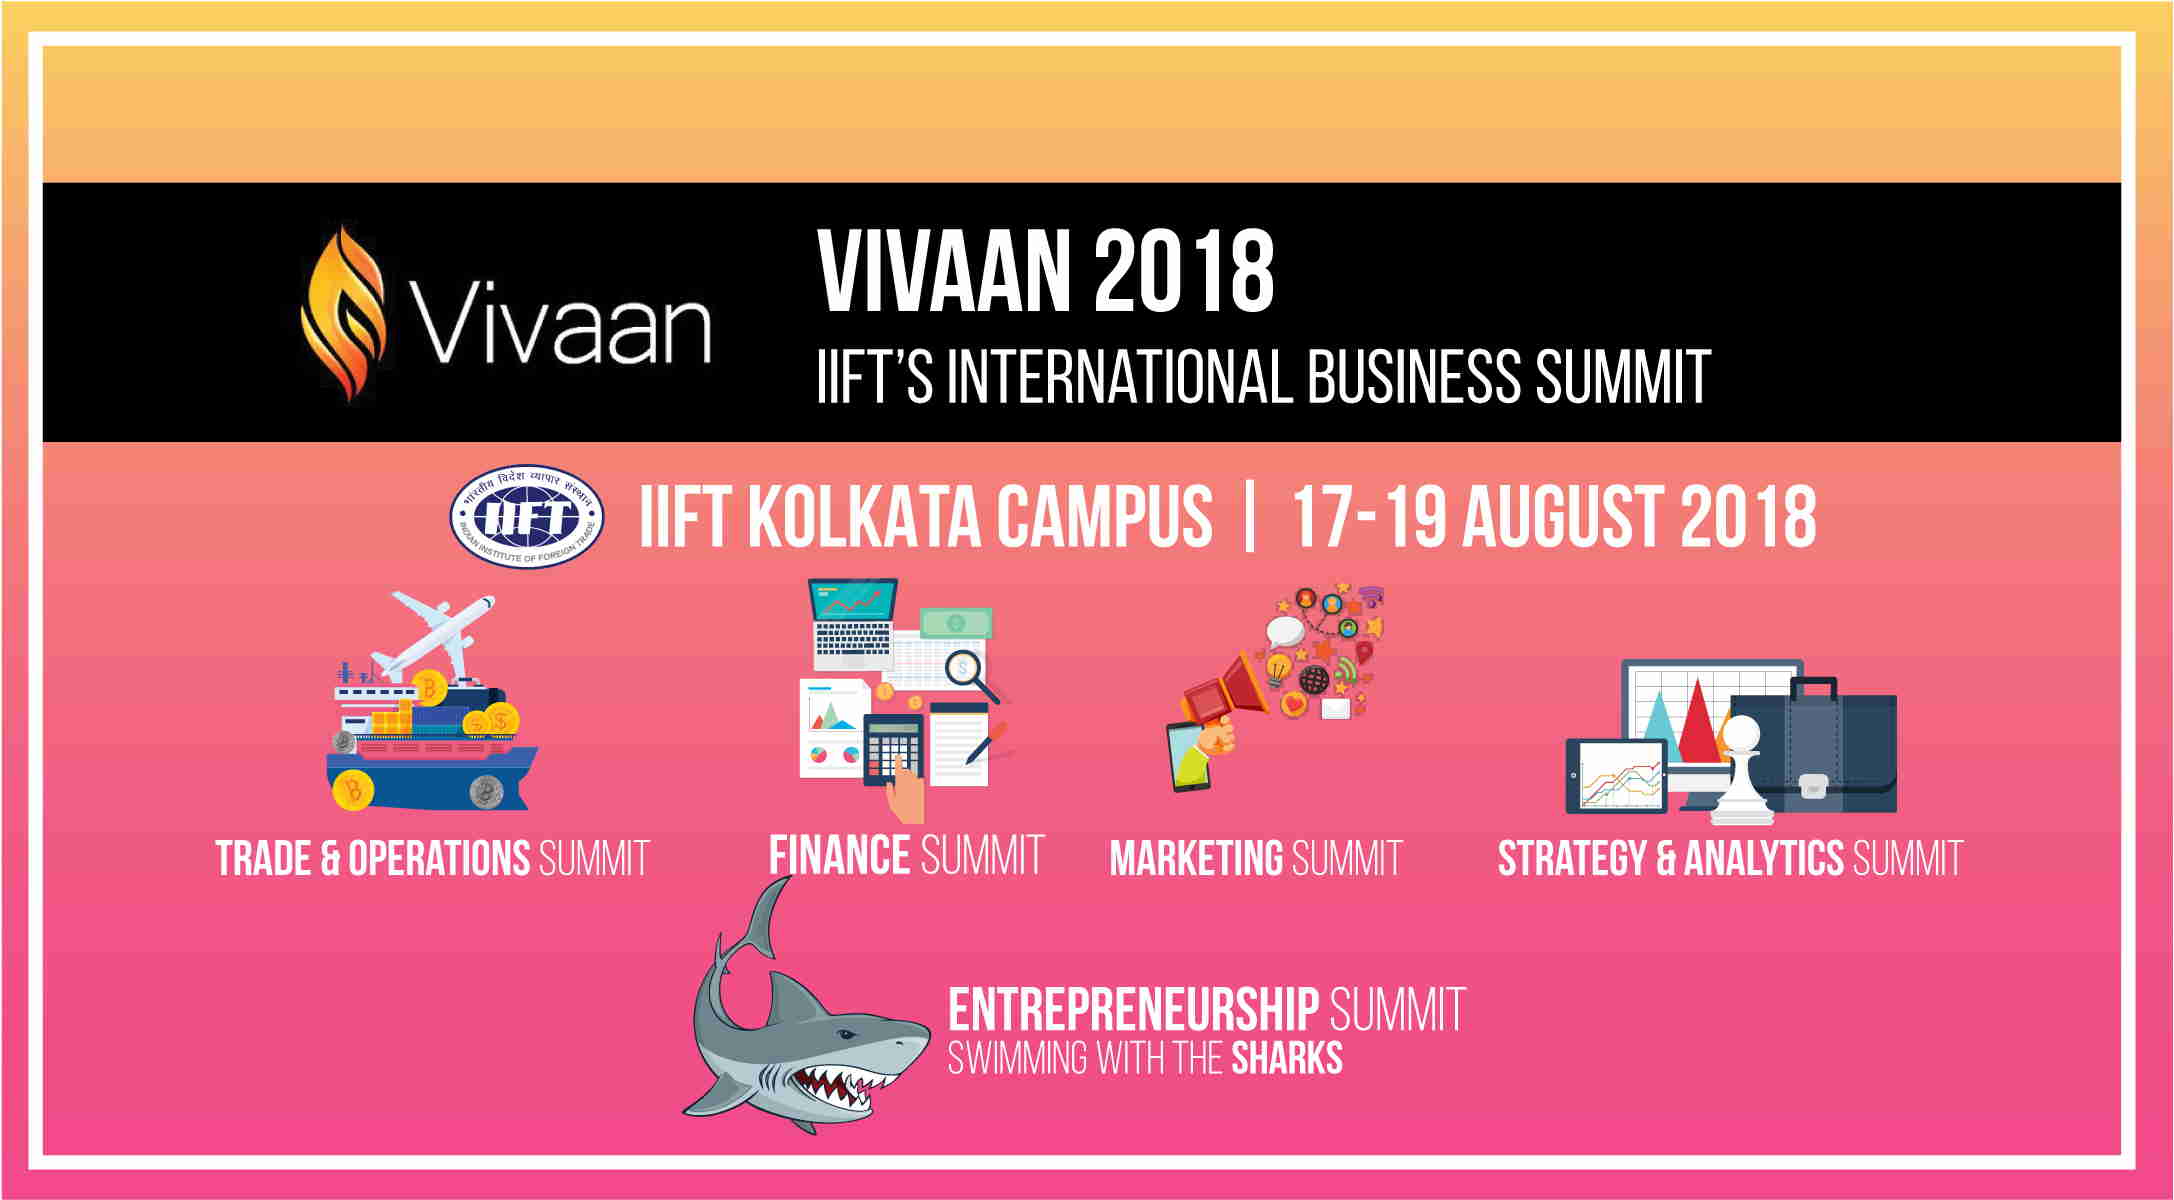 Vivaan
VIVAAN 2018
IIFT'S INTERNATIONAL BUSINESS SUMMIT
भारतीय विदेश व्यापार संस्थान
IIFT
INDIAN INSTITUTE OF FOREIGN TRADE
IIFT KOLKATA CAMPUS | 17-19 AUGUST 2018
TRADE & OPERATIONS SUMMIT
FINANCE SUMMIT
MARKETING SUMMIT
STRATEGY & ANALYTICS SUMMIT
ENTREPRENEURSHIP SUMMIT
SWIMMING WITH THE SHARKS